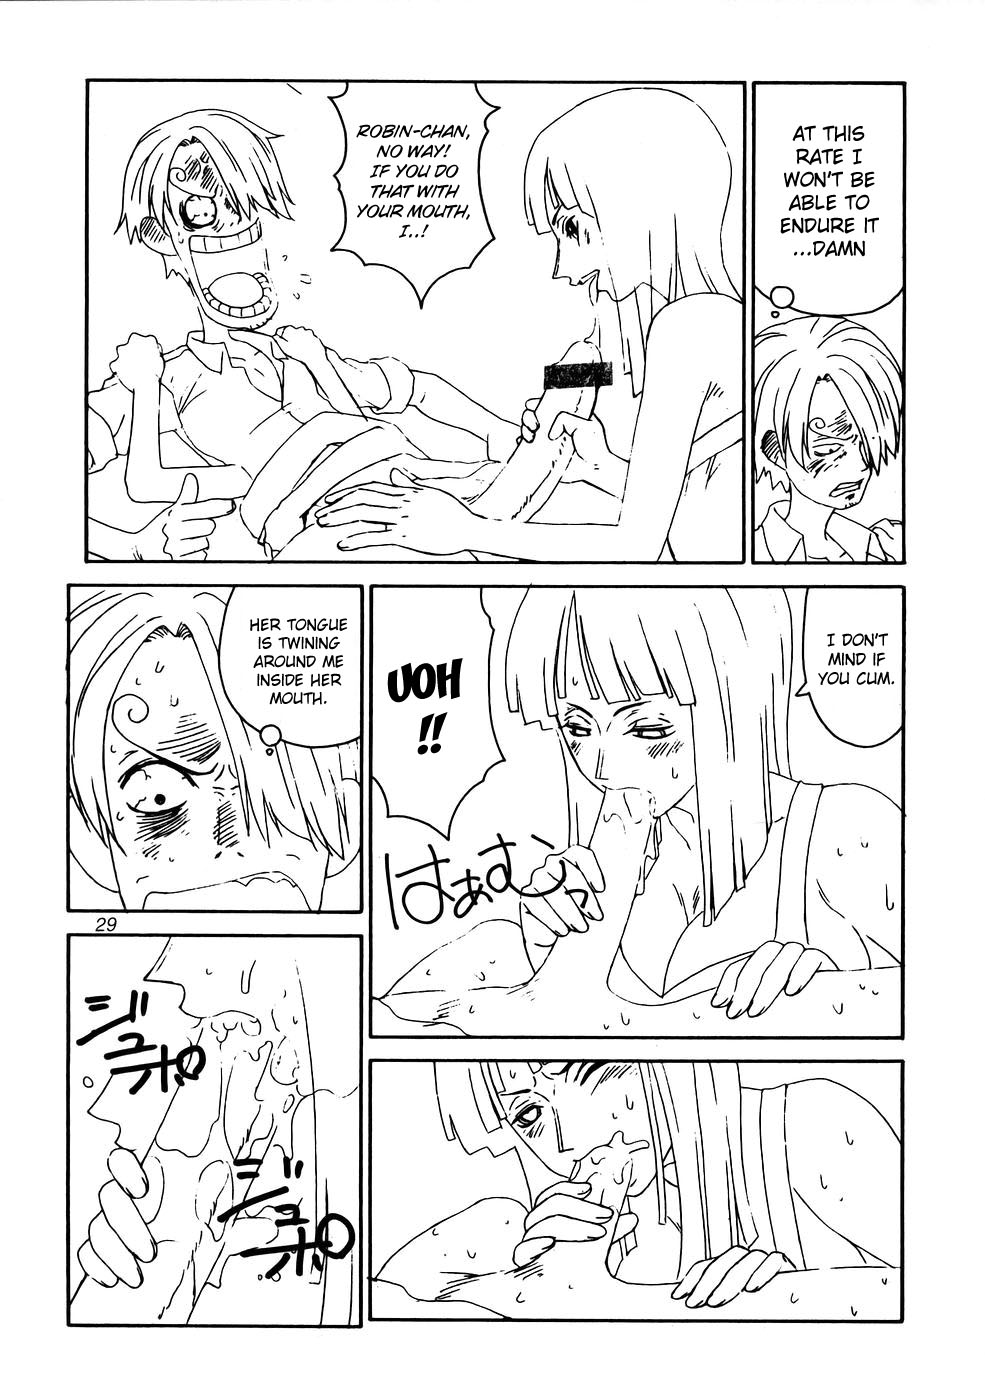 AT THIS
RATE I
WON'T BE
ABLE TO
ENDURE IT
...DAMN
ROBIN-CHAN,
NO WAY!
IF YOU DO
THAT WITH
YOUR MOUTH,
I..!
I DON'T
MIND IF
YOU CUM.
UOH
!!
はぁむっ
HER TONGUE
IS TWINING
AROUND ME
INSIDE HER
MOUTH.
29
ジュポ
ジュポ